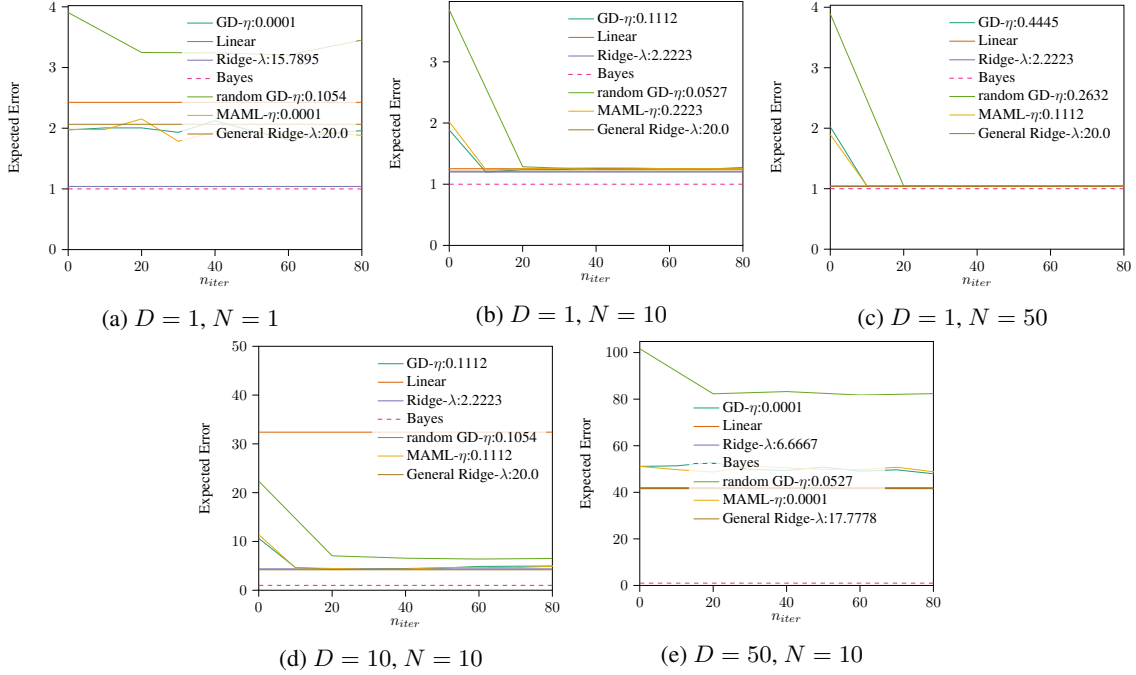 4
3
2
1
0
Expected Error
GD-η:0.0001
Linear
Ridge-λ:15.7895
Bayes
random GD-η:0.1054
MAML-η:0.0001
General Ridge-λ:20.0
0 20 40 60 80
n_iter
(a) D = 1, N = 1
3
2
1
0
Expected Error
GD-η:0.1112
Linear
Ridge-λ:2.2223
Bayes
random GD-η:0.0527
MAML-η:0.2223
General Ridge-λ:20.0
0 20 40 60 80
n_iter
(b) D = 1, N = 10
4
3
2
1
0
Expected Error
GD-η:0.4445
Linear
Ridge-λ:2.2223
Bayes
random GD-η:0.2632
MAML-η:0.1112
General Ridge-λ:20.0
0 20 40 60 80
n_iter
(c) D = 1, N = 50
50
40
30
20
10
0
Expected Error
GD-η:0.1112
Linear
Ridge-λ:2.2223
Bayes
random GD-η:0.1054
MAML-η:0.1112
General Ridge-λ:20.0
0 20 40 60 80
n_iter
(d) D = 10, N = 10
100
80
60
40
20
0
Expected Error
GD-η:0.0001
Linear
Ridge-λ:6.6667
Bayes
random GD-η:0.0527
MAML-η:0.0001
General Ridge-λ:17.7778
0 20 40 60 80
n_iter
(e) D = 50, N = 10